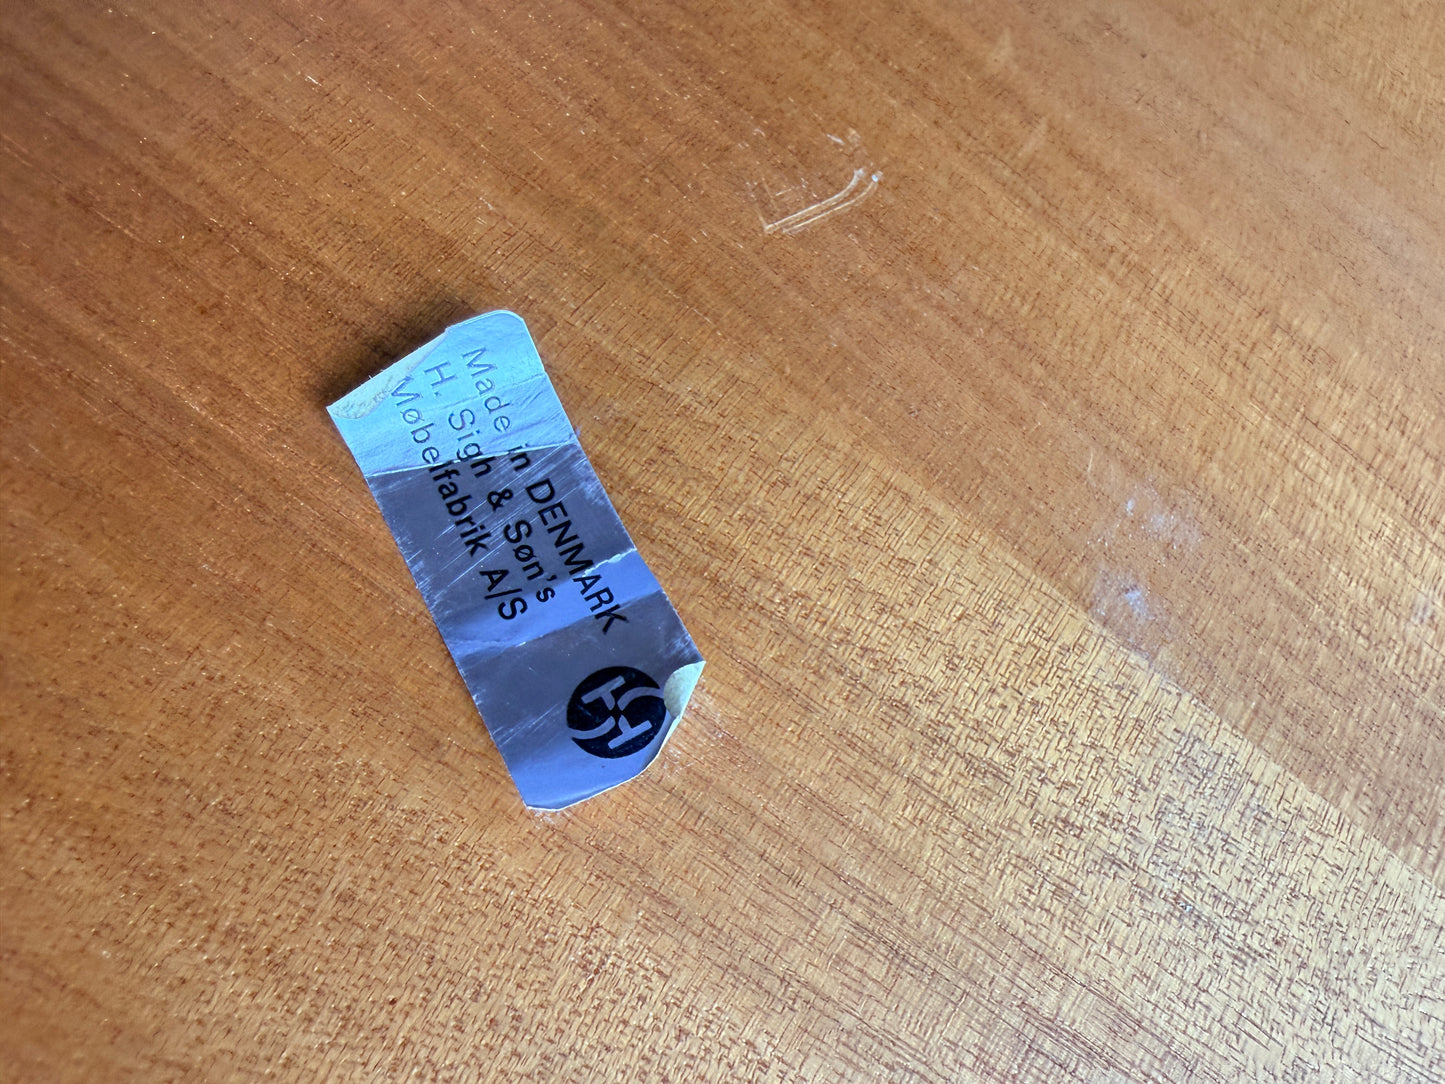 Made in DENMARK
H. Sigh & Søn's
Møbelfabrik A/S